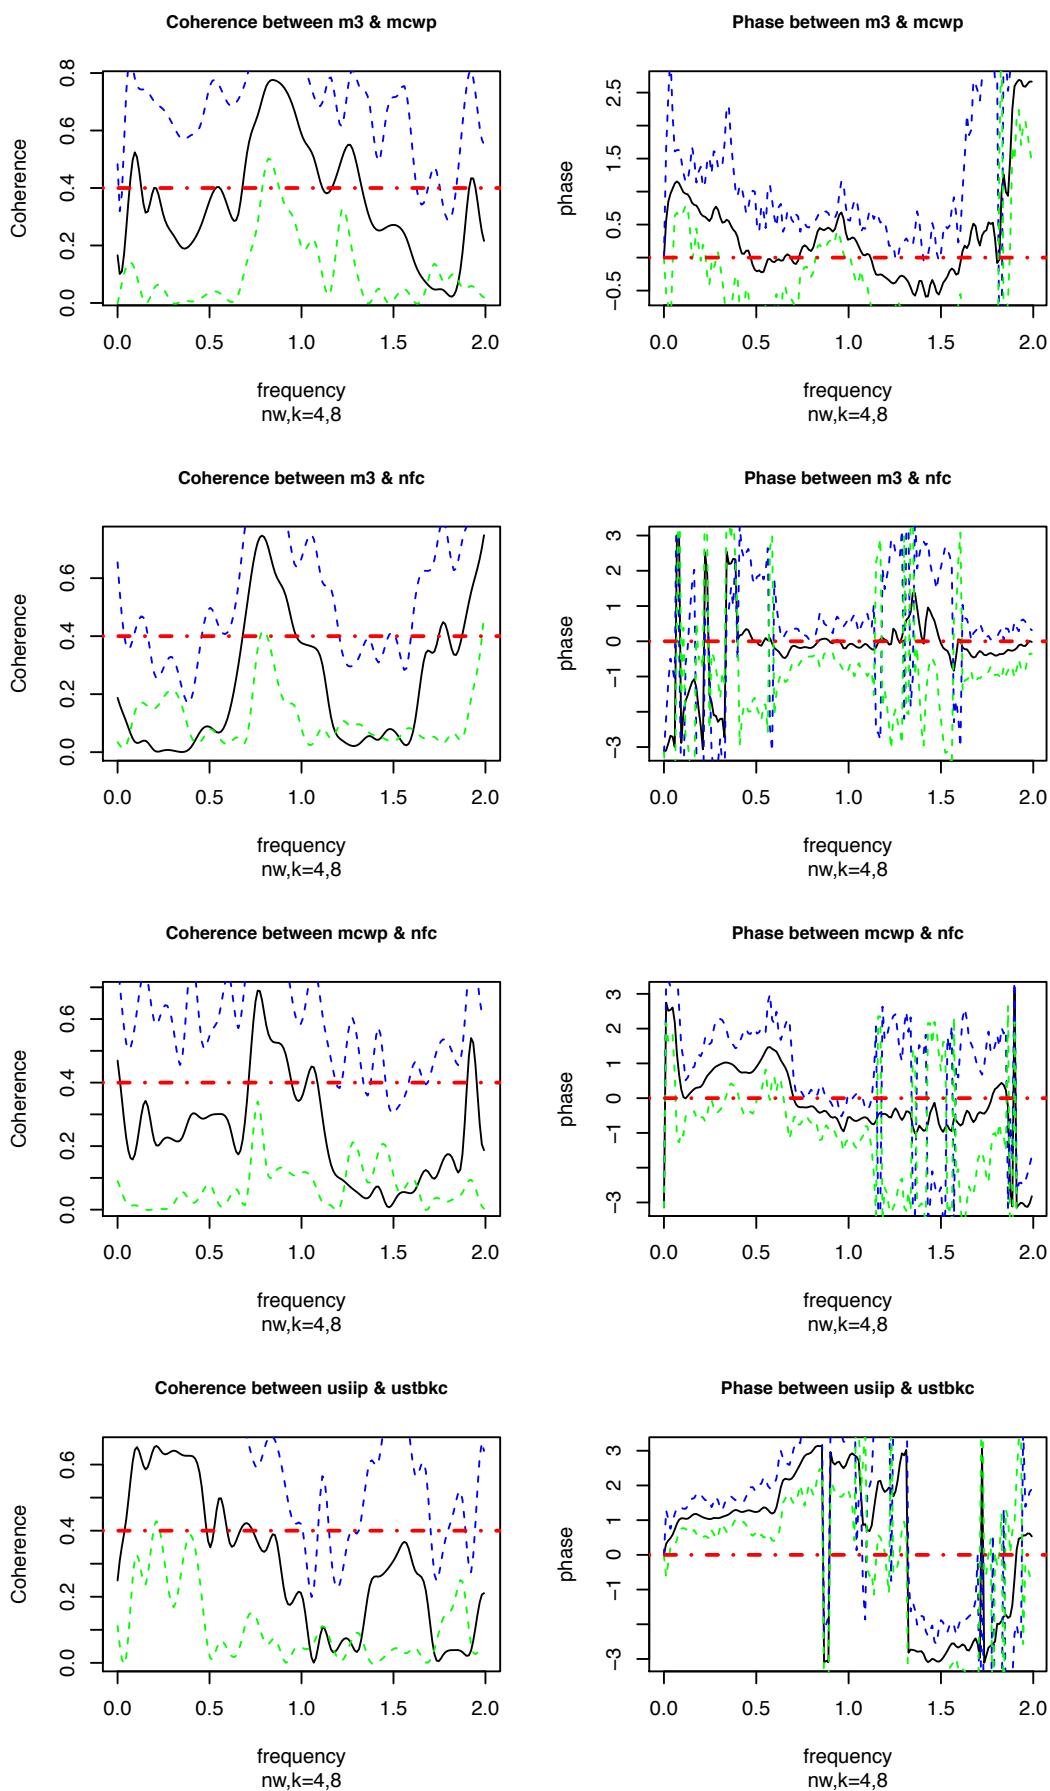 Coherence between m3 & mcwp
Coherence
0.0 0.2 0.4 0.6 0.8
0.0 0.5 1.0 1.5 2.0
frequency
nw,k=4,8
Phase between m3 & mcwp
phase
−0.5 0.5 1.5 2.5
0.0 0.5 1.0 1.5 2.0
frequency
nw,k=4,8
Coherence between m3 & nfc
Coherence
0.0 0.2 0.4 0.6
0.0 0.5 1.0 1.5 2.0
frequency
nw,k=4,8
Phase between m3 & nfc
phase
−3 −1 0 1 2 3
0.0 0.5 1.0 1.5 2.0
frequency
nw,k=4,8
Coherence between mcwp & nfc
Coherence
0.0 0.2 0.4 0.6
0.0 0.5 1.0 1.5 2.0
frequency
nw,k=4,8
Phase between mcwp & nfc
phase
−3 −1 0 1 2 3
0.0 0.5 1.0 1.5 2.0
frequency
nw,k=4,8
Coherence between usiip & ustbkc
Coherence
0.0 0.2 0.4 0.6
0.0 0.5 1.0 1.5 2.0
frequency
nw,k=4,8
Phase between usiip & ustbkc
phase
−3 −1 0 1 2 3
0.0 0.5 1.0 1.5 2.0
frequency
nw,k=4,8